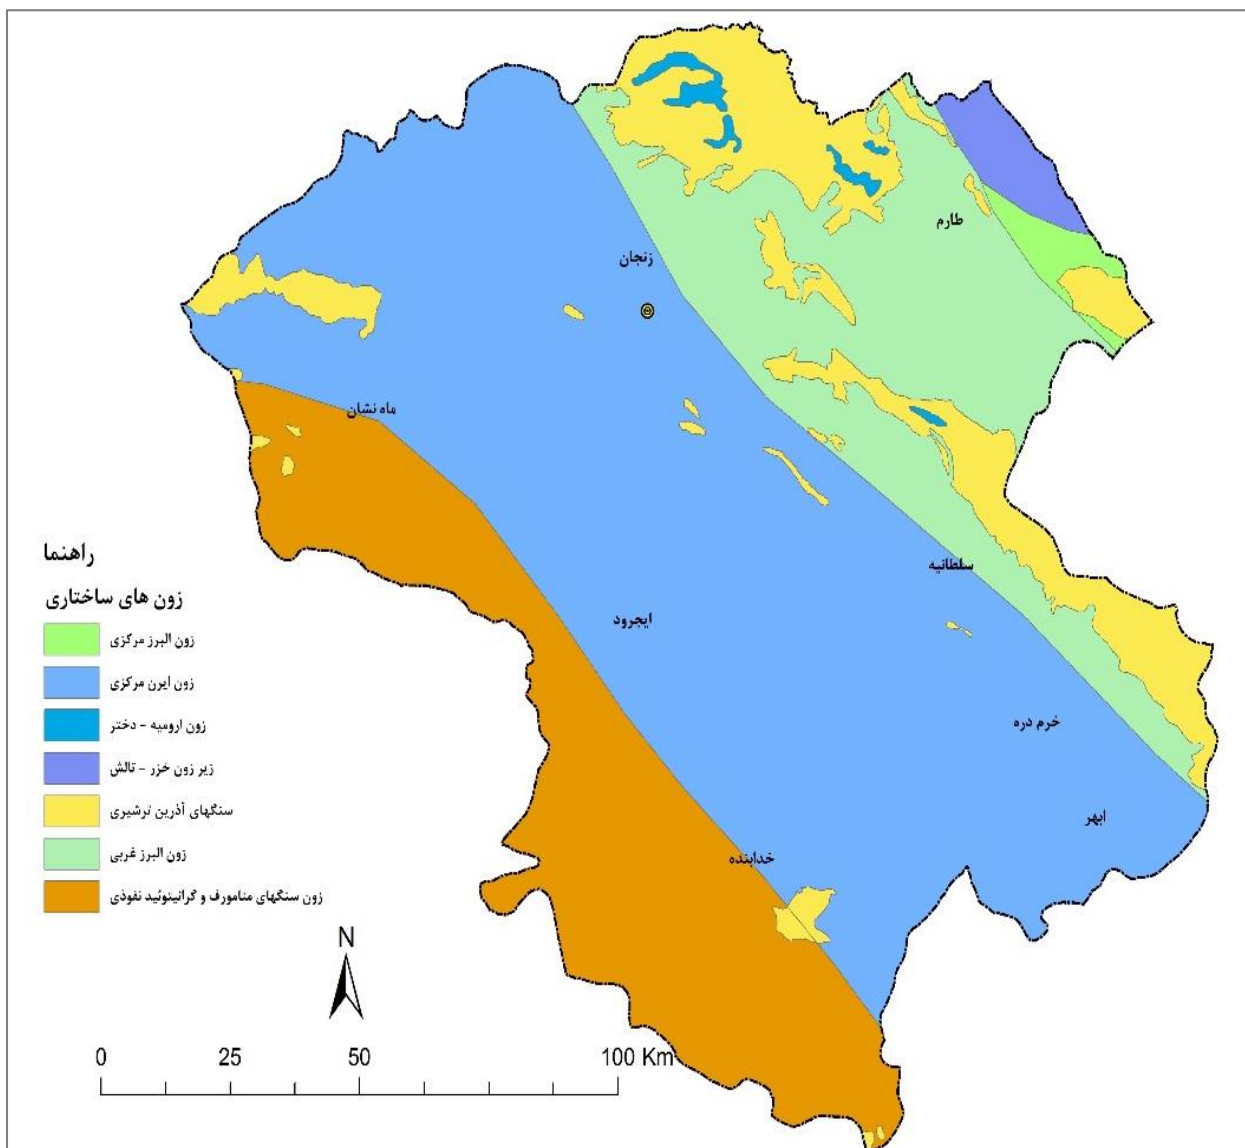 طارم
زنجان
ماه نشان
سلطانیه
ایجرود
خرم دره
ابهر
خدابنده
راهنما
زون های ساختاری
زون البرز مرکزی
زون ایرن مرکزی
زون ارومیه - دختر
زیر زون خزر - تالش
سنگهای آذرین ترشیری
زون البرز غربی
زون سنگهای متامورف و گرانیتوئید نفوذی
N
0 25 50 100 Km